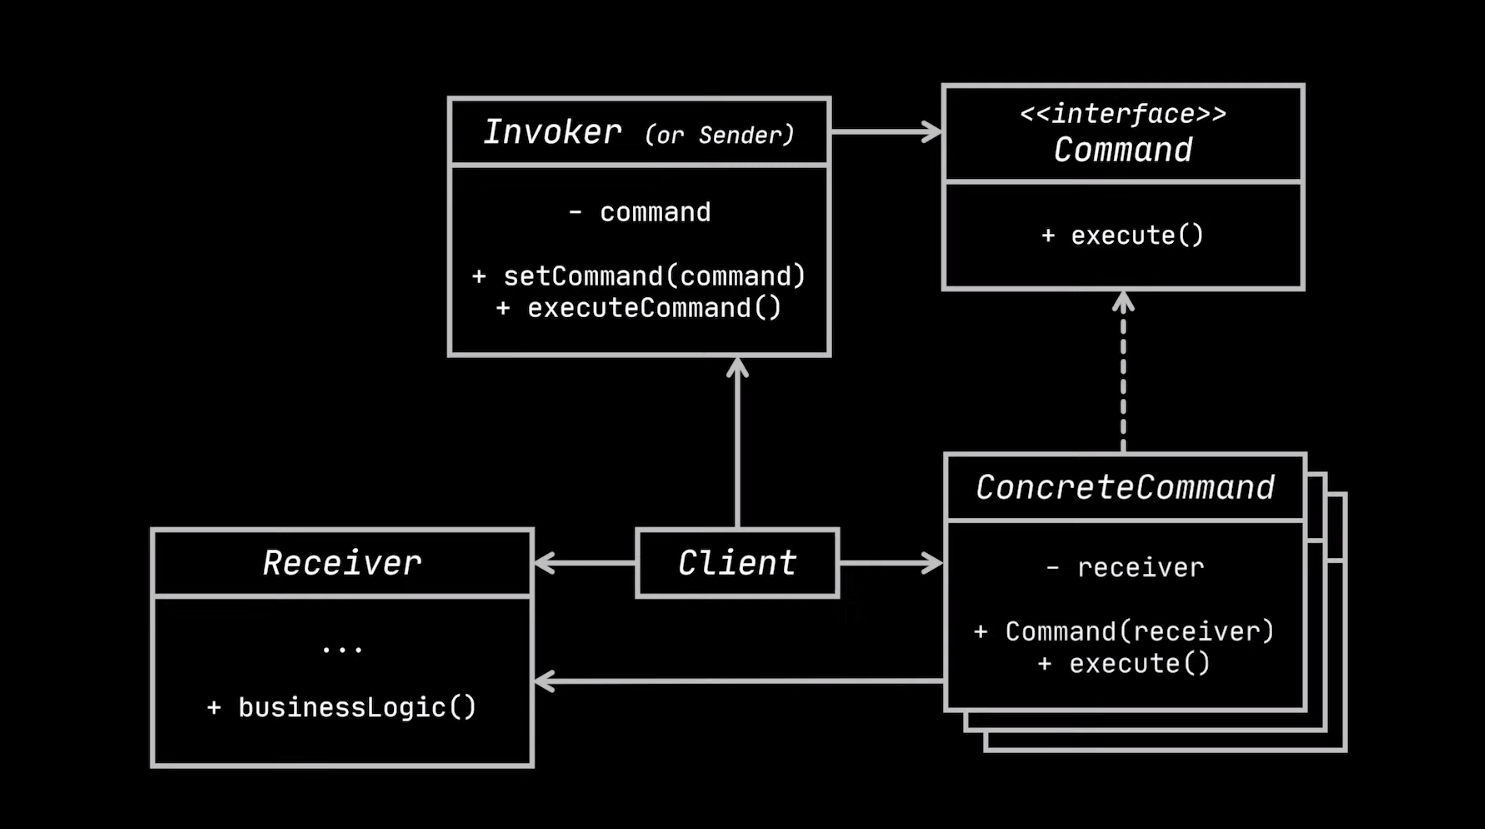 Invoker (or Sender)
- command
+ setCommand(command)
+ executeCommand()
<<interface>>
Command
+ execute()
Receiver
...
+ businessLogic()
Client
ConcreteCommand
- receiver
+ Command(receiver)
+ execute()